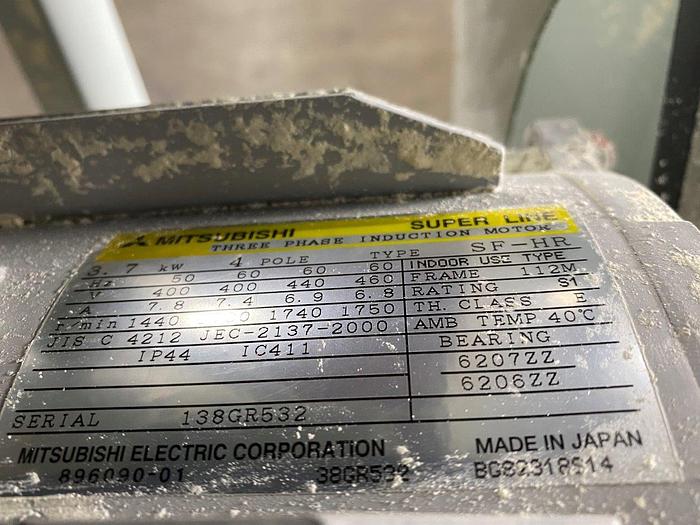 MITSUBISHI SUPER LINE
THREE PHASE INDUCTION MOTOR
3.7 kW 4 POLE TYPE SF-HR
Hz 50 60 60 60 INDOOR USE TYPE
V 400 400 440 460 FRAME 112M
A 7.8 7.4 6.9 6.8 RATING S1
r/min 1440 1740 1750 TH. CLASS E
JIS C 4212 JEC-2137-2000 AMB TEMP 40°C
IP44 IC411 BEARING
6207ZZ
6206ZZ
SERIAL 138GR532
MITSUBISHI ELECTRIC CORPORATION MADE IN JAPAN
896090-01 38GR532